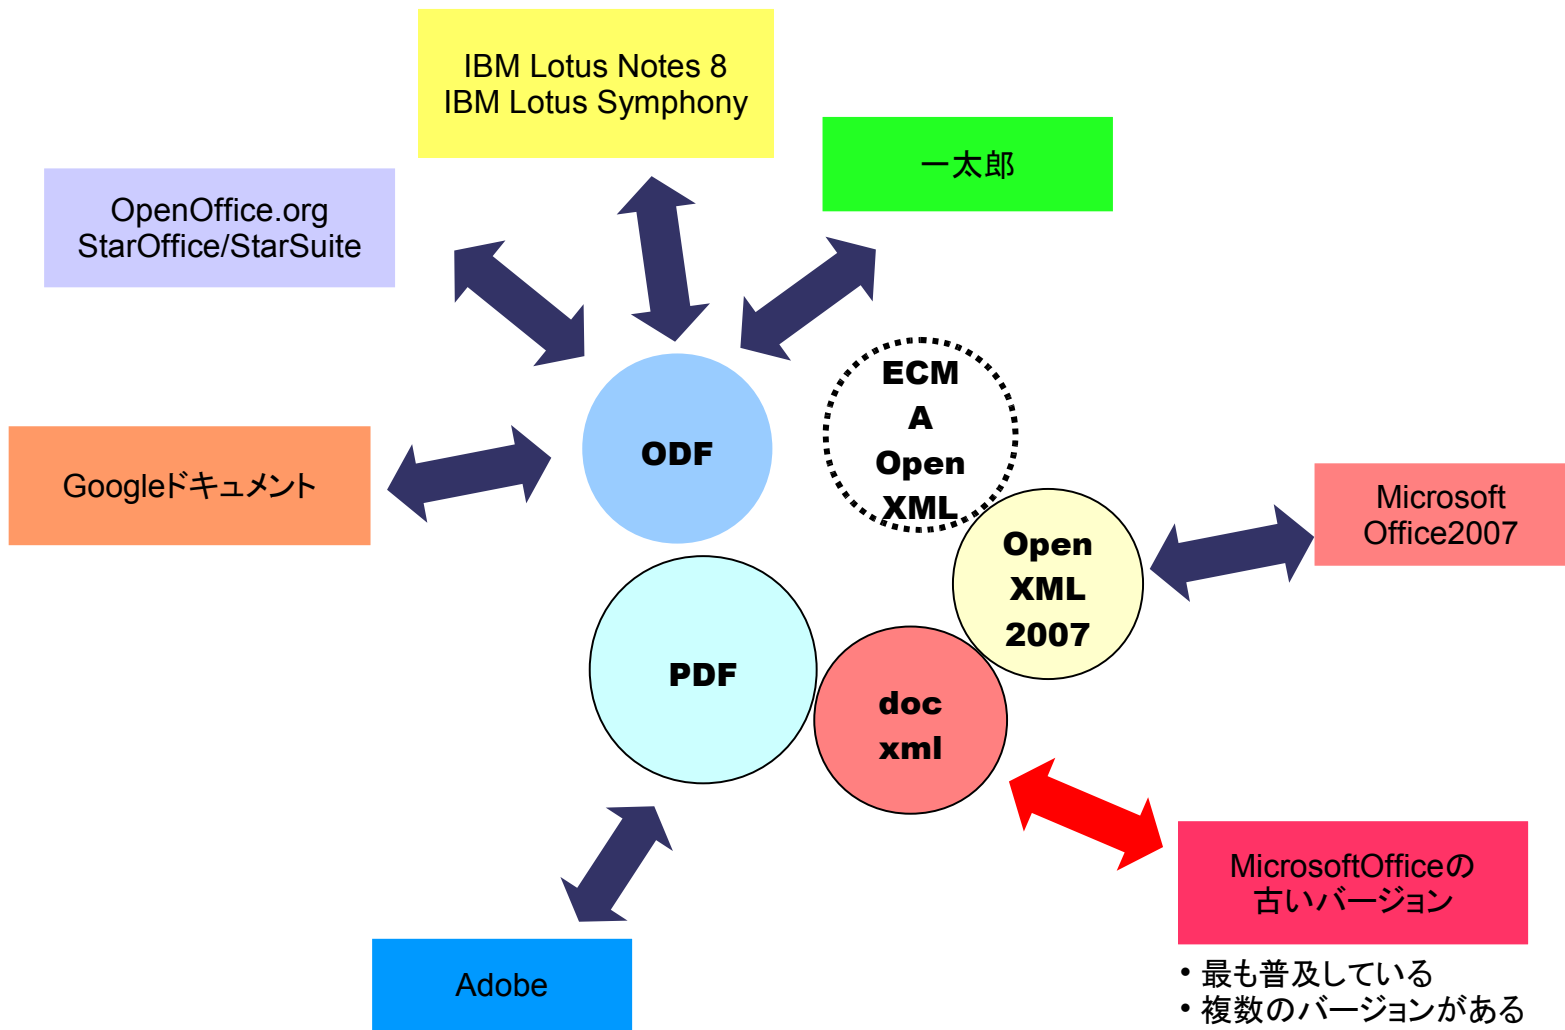 IBM Lotus Notes 8
IBM Lotus Symphony
一太郎
OpenOffice.org
StarOffice/StarSuite
ECM
A
Open
XML
ODF
Googleドキュメント
Microsoft
Office2007
Open
XML
2007
PDF
doc
xml
MicrosoftOfficeの
古いバージョン
Adobe
• 最も普及している
• 複数のバージョンがある